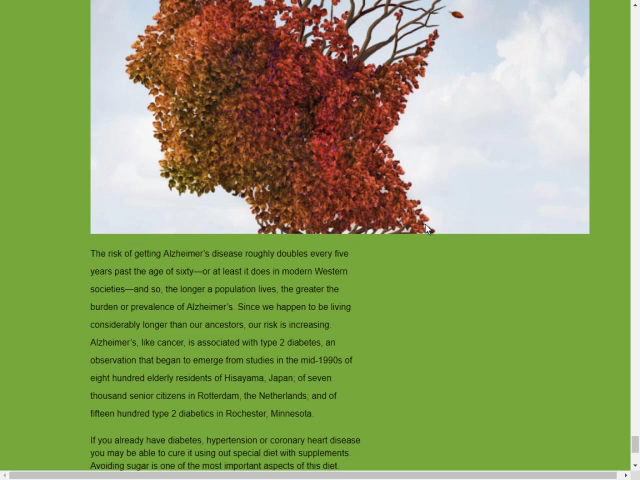 The risk of getting Alzheimer's disease roughly doubles every five
years past the age of sixty—or at least it does in modern Western
societies—and so, the longer a population lives, the greater the
burden or prevalence of Alzheimer's. Since we happen to be living
considerably longer than our ancestors, our risk is increasing.
Alzheimer's, like cancer, is associated with type 2 diabetes, an
observation that began to emerge from studies in the mid-1990s of
eight hundred elderly residents of Hisayama, Japan; of seven
thousand senior citizens in Rotterdam, the Netherlands; and of
fifteen hundred type 2 diabetics in Rochester, Minnesota.
If you already have diabetes, hypertension or coronary heart disease
you may be able to cure it using out special diet with supplements.
Avoiding sugar is one of the most important aspects of this diet.